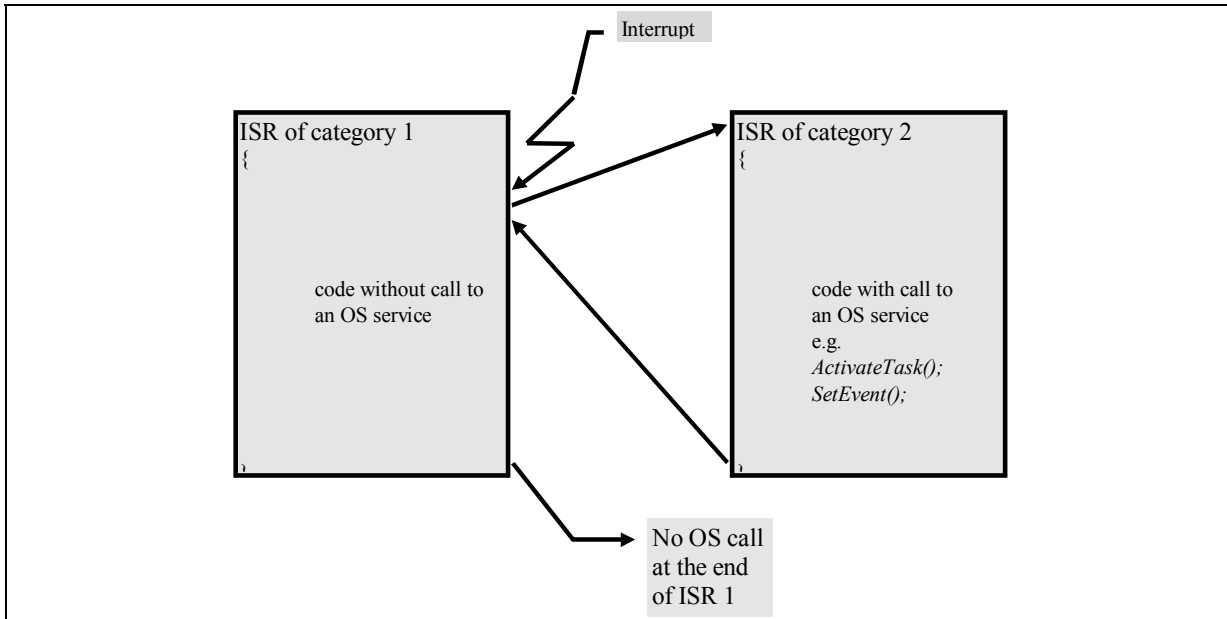 Interrupt
ISR of category 1
{
code without call to
an OS service
}
ISR of category 2
{
code with call to
an OS service
e.g.
ActivateTask();
SetEvent();
}
No OS call
at the end
of ISR 1